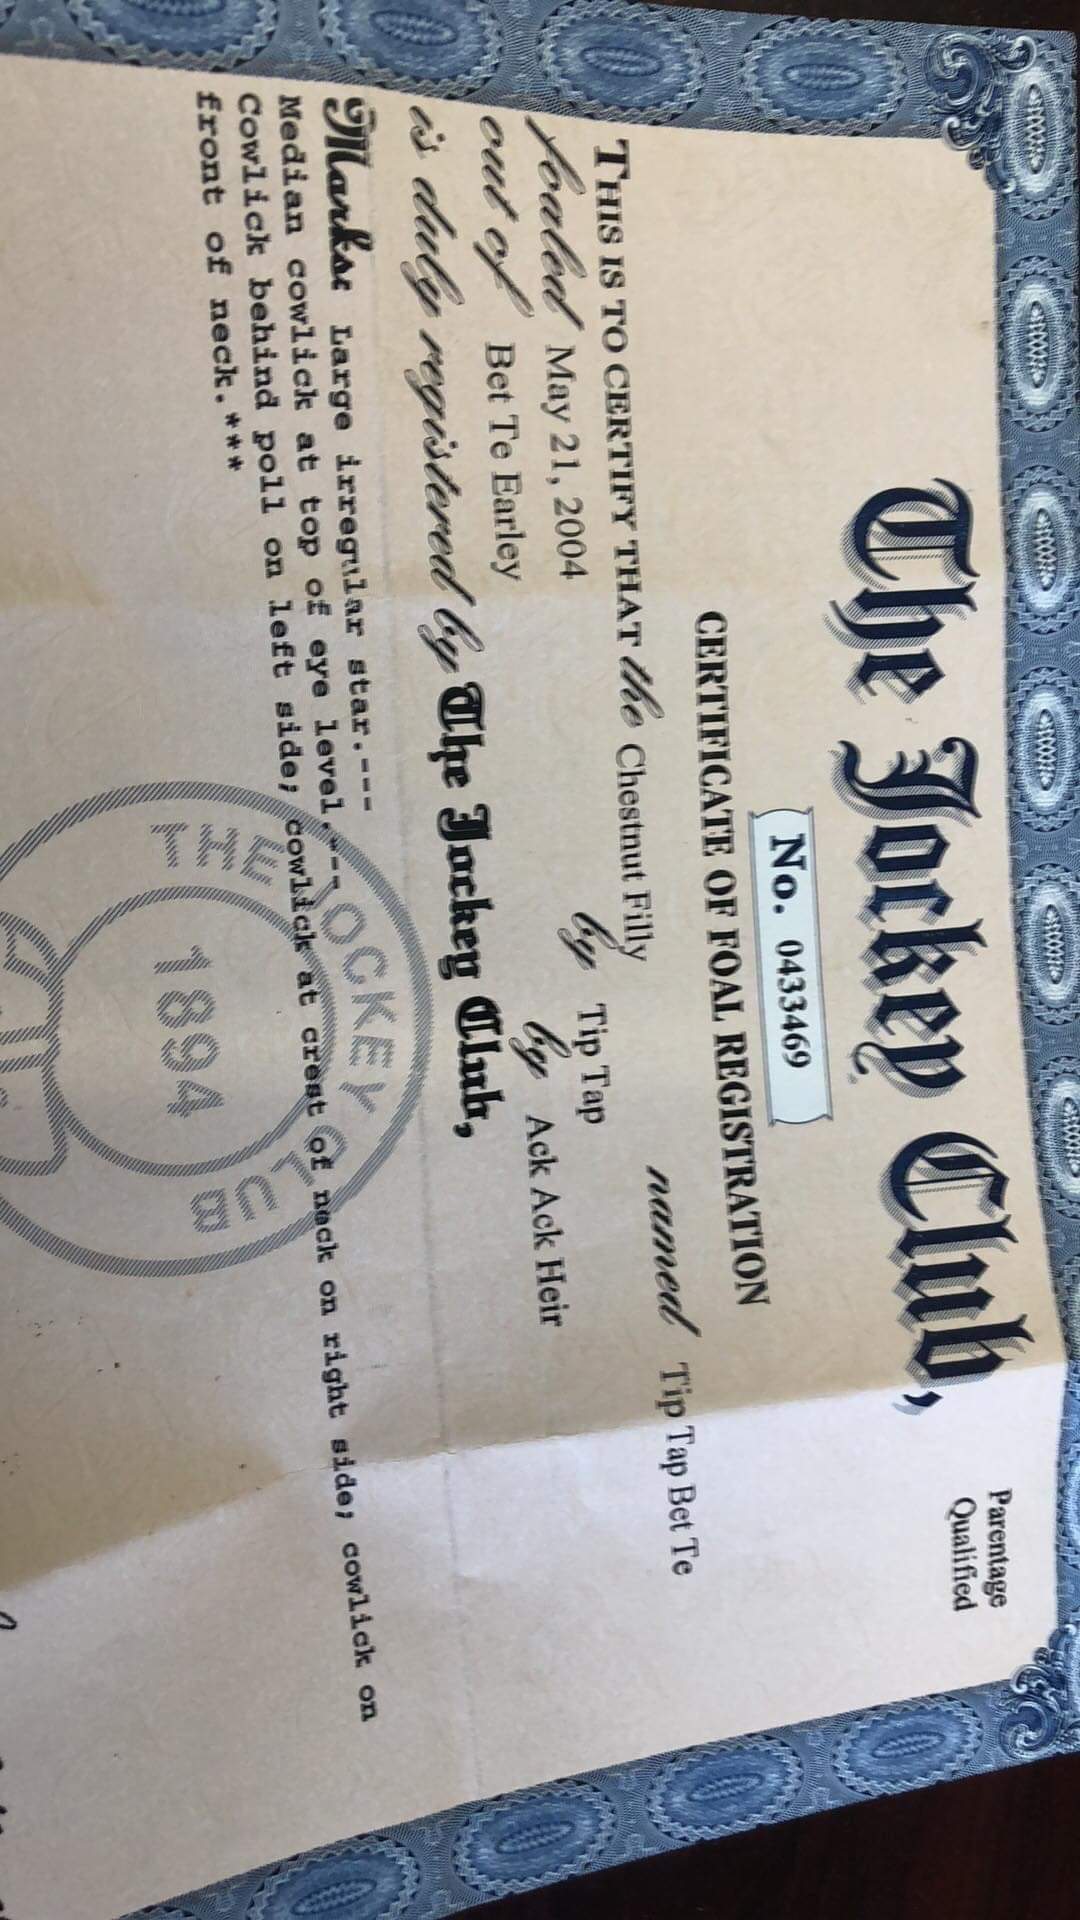 The Jockey Club,
Parentage
Qualified
No. 0433469
CERTIFICATE OF FOAL REGISTRATION
THIS IS TO CERTIFY THAT the Chestnut Filly named Tip Tap Bet Te
foaled May 21, 2004 by Tip Tap
out of Bet Te Earley by Ack Ack Heir
is duly registered by The Jockey Club,
Marks: Large irregular star.---
Median cowlick at top of eye level.---
Cowlick behind poll on left side; cowlick at crest of neck on right side; cowlick on
front of neck.***
THE JOCKEY CLUB
1894